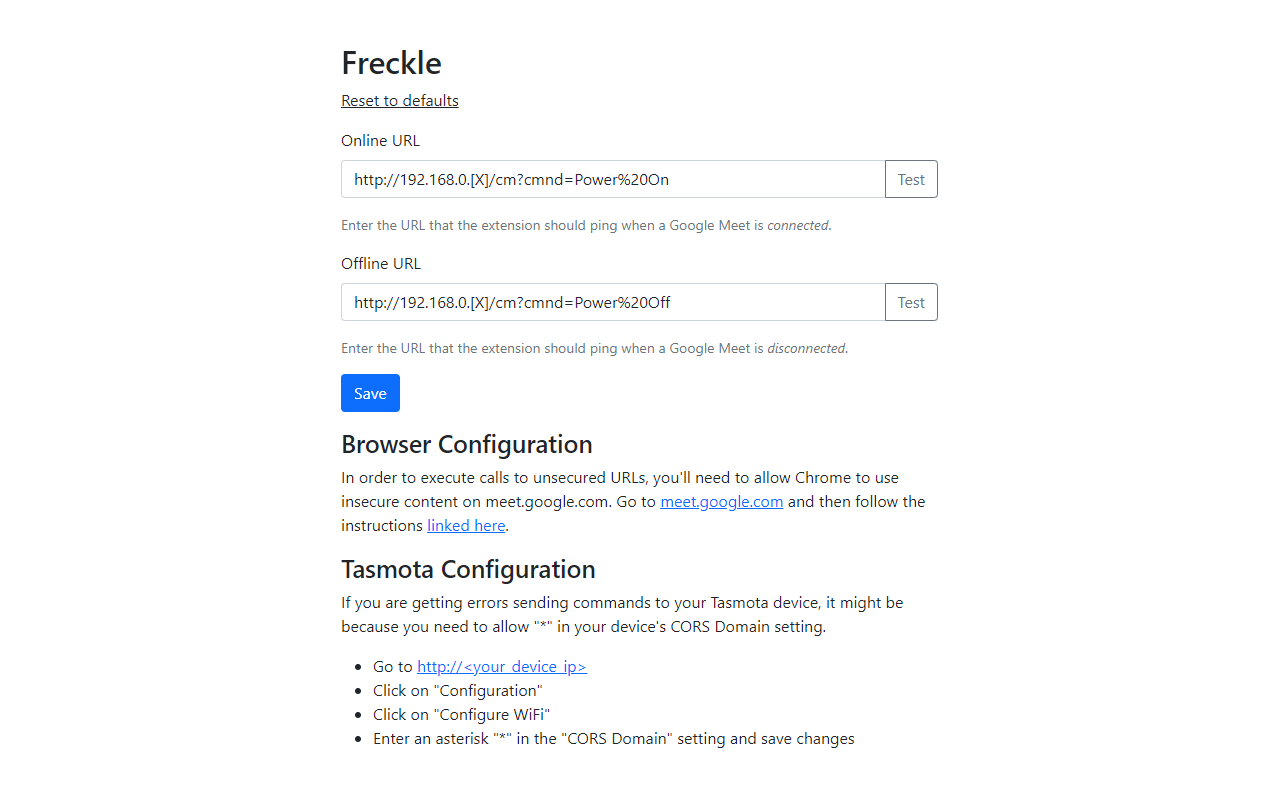 Freckle
Reset to defaults
Online URL
http://192.168.0.[X]/cm?cmnd=Power%20On
Test
Enter the URL that the extension should ping when a Google Meet is connected.
Offline URL
http://192.168.0.[X]/cm?cmnd=Power%20Off
Test
Enter the URL that the extension should ping when a Google Meet is disconnected.
Save
Browser Configuration
In order to execute calls to unsecured URLs, you'll need to allow Chrome to use
insecure content on meet.google.com. Go to meet.google.com and then follow the
instructions linked here.
Tasmota Configuration
If you are getting errors sending commands to your Tasmota device, it might be
because you need to allow "*" in your device's CORS Domain setting.
• Go to http://<your_device_ip>
• Click on "Configuration"
• Click on "Configure WiFi"
• Enter an asterisk "*" in the "CORS Domain" setting and save changes